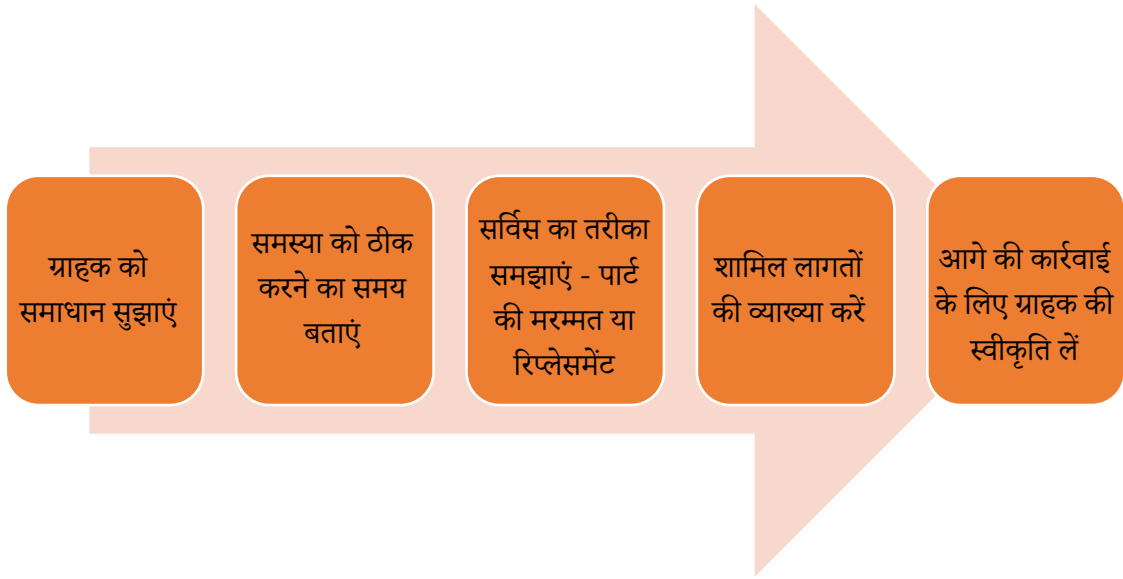 ग्राहक को
समाधान सुझाएं
समस्या को ठीक
करने का समय
बताएं
सर्विस का तरीका
समझाएं - पार्ट
की मरम्मत या
रिप्लेसमेंट
शामिल लागतों
की व्याख्या करें
आगे की कार्रवाई
के लिए ग्राहक की
स्वीकृति लें